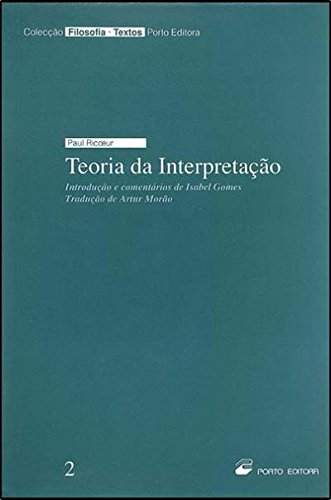 Colecção Filosofia · Textos Porto Editora
Paul Ricœur
Teoria da Interpretação
Introdução e comentários de Isabel Gomes
Tradução de Artur Morão
2
PORTO EDITORA